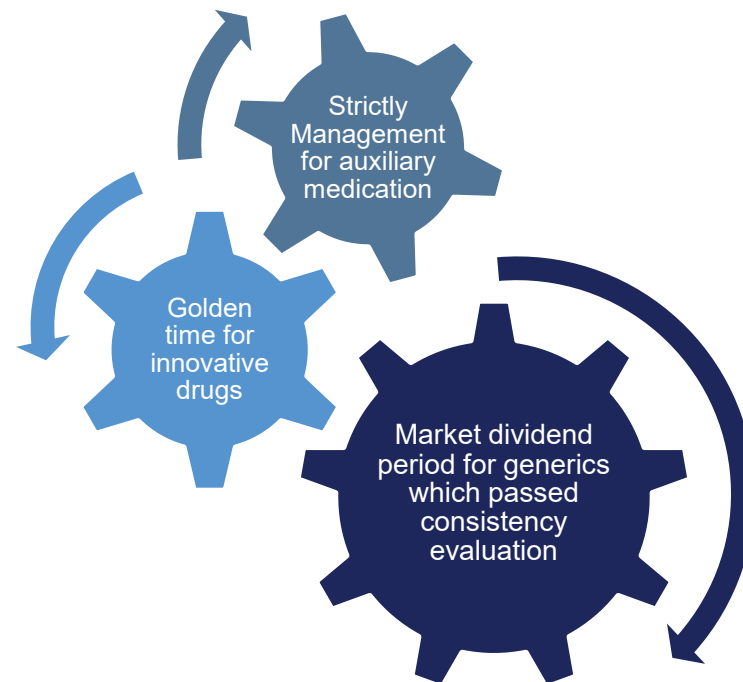 Strictly
Management
for auxiliary
medication
Golden
time for
innovative
drugs
Market dividend
period for generics
which passed
consistency
evaluation